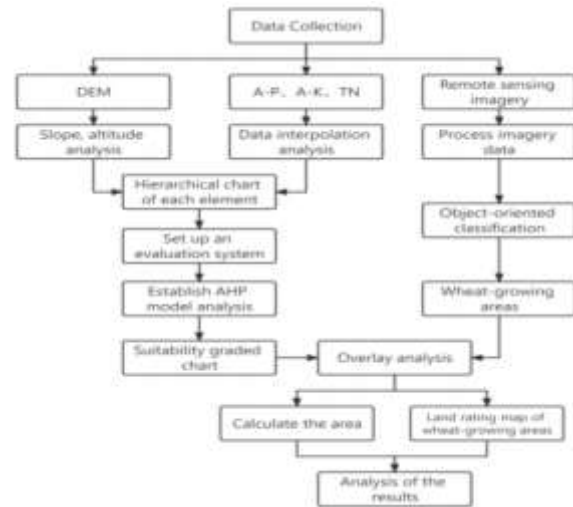 Data Collection
DEM
A-P、A-K、TN
Remote sensing
imagery
Slope, altitude
analysis
Data interpolation
analysis
Process imagery
data
Hierarchical chart
of each element
Object-oriented
classification
Set up an
evaluation system
Establish AHP
model analysis
Wheat-growing
areas
Suitability graded
chart
Overlay analysis
Calculate the area
Land rating map of
wheat-growing areas
Analysis of the
results